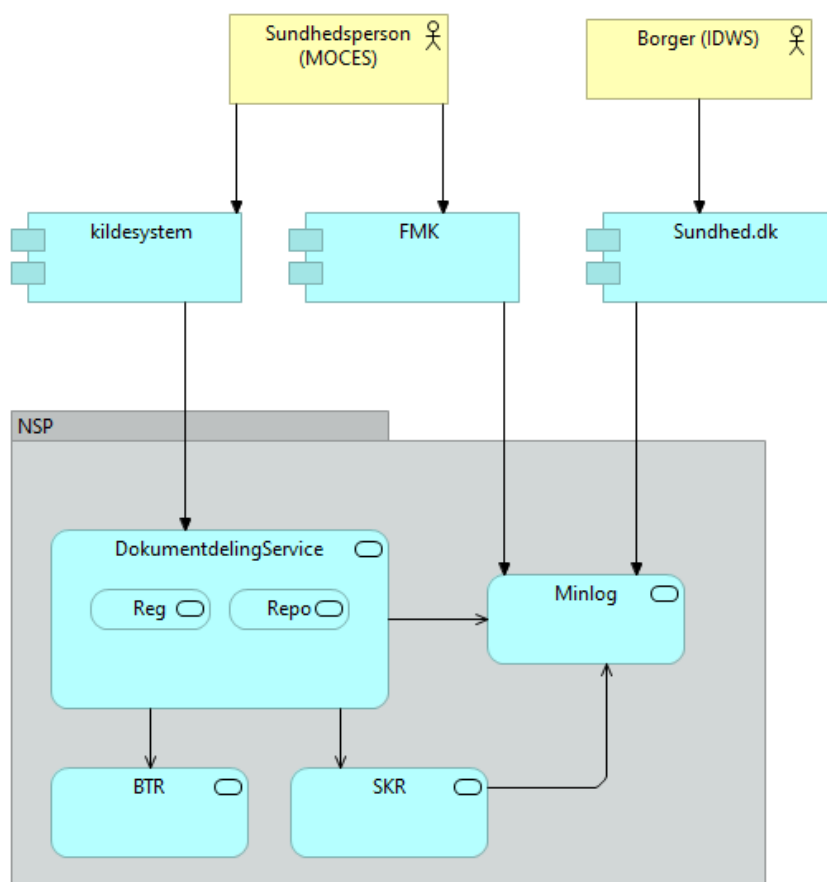 Sundhedsperson
(MOCES)
Borger (IDWS)
kildesystem
FMK
Sundhed.dk
NSP
DokumentdelingService
Reg
Repo
Minlog
BTR
SKR